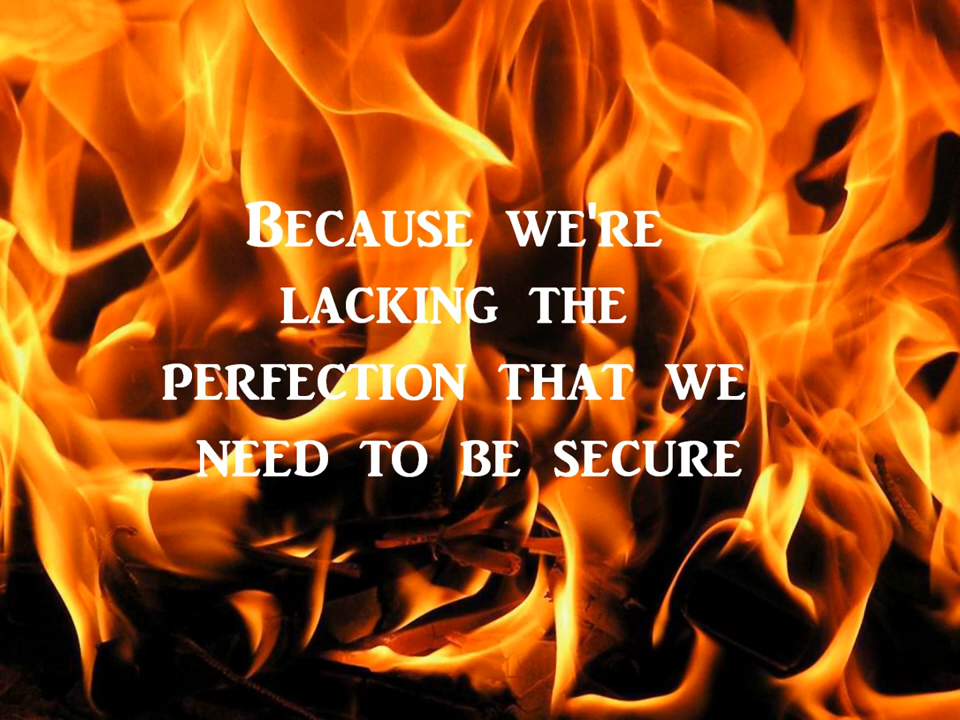 Because we're
lacking the
perfection that we
need to be secure